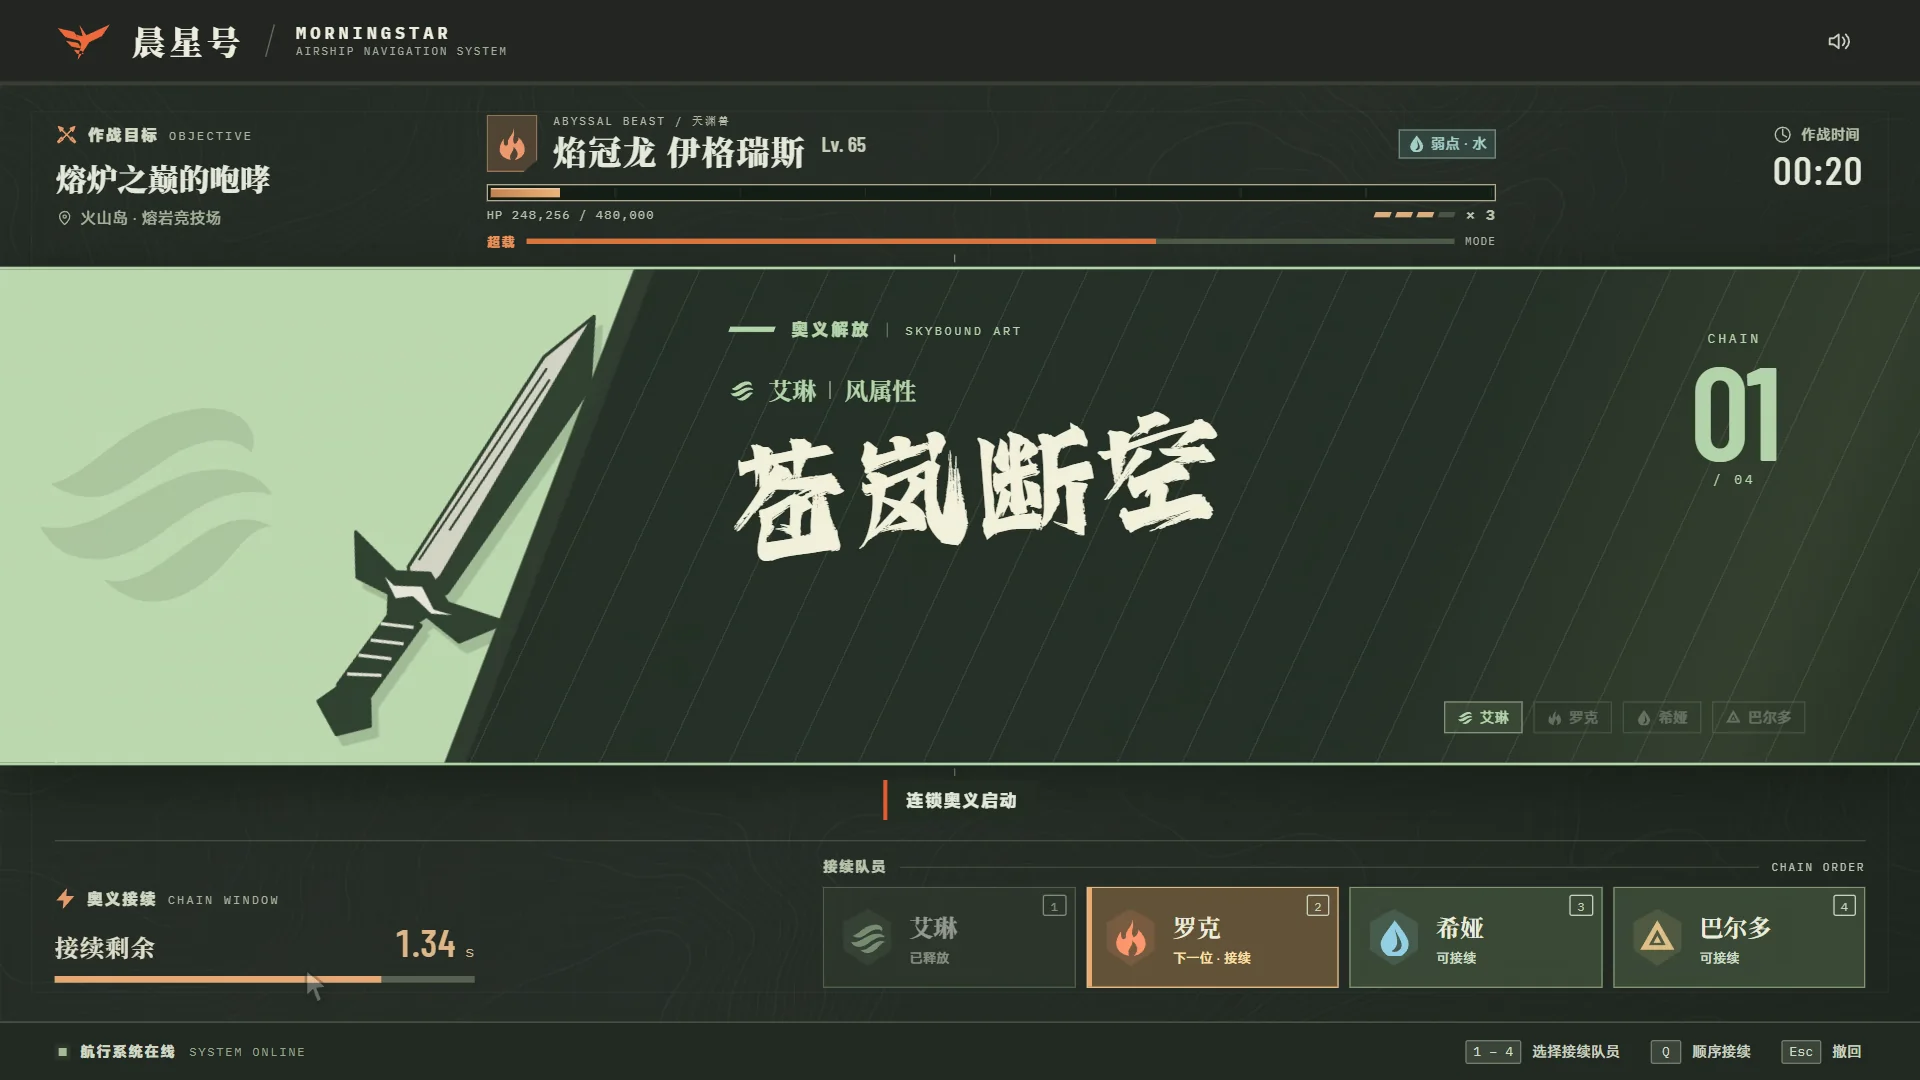 晨星号
MORNINGSTAR
AIRSHIP NAVIGATION SYSTEM
作战目标 OBJECTIVE
熔炉之巅的咆哮
火山岛 · 熔岩竞技场
ABYSSAL BEAST / 天渊兽
焰冠龙 伊格瑞斯 Lv. 65
弱点 · 水
HP 248,256 / 480,000
× 3
超载
MODE
作战时间
00:20
奥义解放 | SKYBOUND ART
艾琳 | 风属性
苍岚断空
CHAIN
01
/ 04
艾琳
罗克
希娅
巴尔多
连锁奥义启动
奥义接续 CHAIN WINDOW
接续剩余 1.34 s
接续队员
CHAIN ORDER
1
艾琳
已释放
2
罗克
下一位 · 接续
3
希娅
可接续
4
巴尔多
可接续
航行系统在线 SYSTEM ONLINE
1 – 4 选择接续队员
Q 顺序接续
Esc 撤回